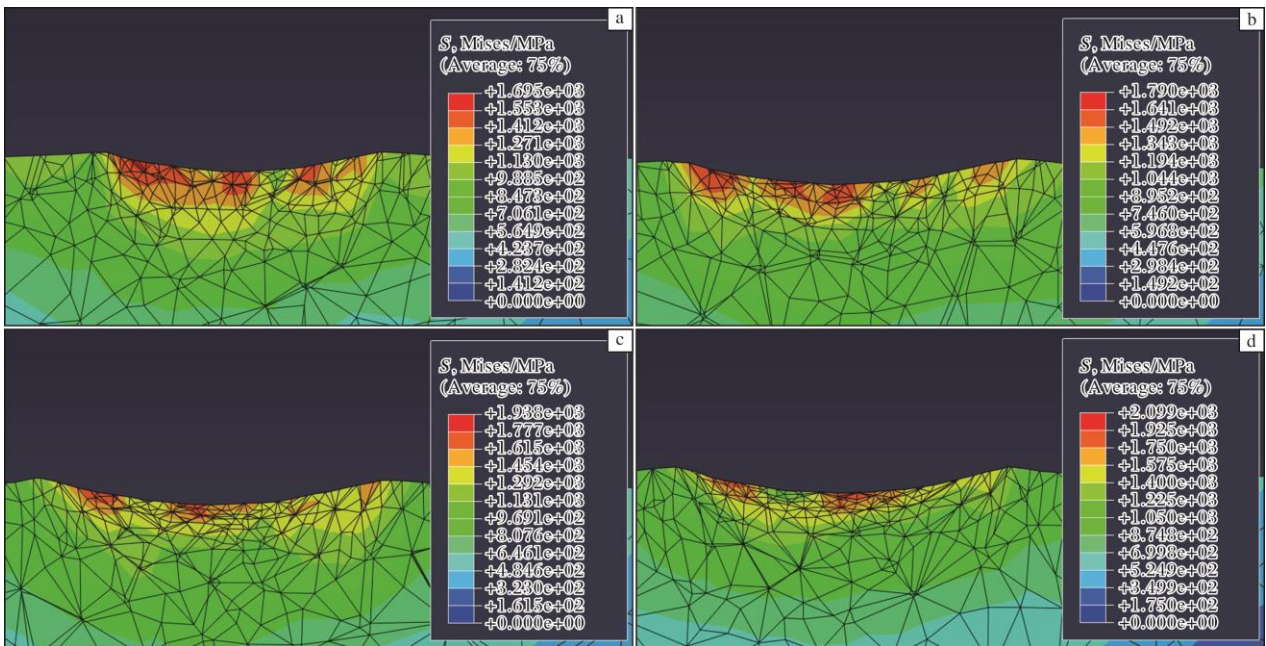 a
S, Mises/MPa
(Average: 75%)
+1.695e+03
+1.553e+03
+1.412e+03
+1.271e+03
+1.130e+03
+9.885e+02
+8.473e+02
+7.061e+02
+5.649e+02
+4.237e+02
+2.824e+02
+1.412e+02
+0.000e+00
b
S, Mises/MPa
(Average: 75%)
+1.790e+03
+1.641e+03
+1.492e+03
+1.343e+03
+1.194e+03
+1.044e+03
+8.952e+02
+7.460e+02
+5.968e+02
+4.476e+02
+2.984e+02
+1.492e+02
+0.000e+00
c
S, Mises/MPa
(Average: 75%)
+1.938e+03
+1.777e+03
+1.615e+03
+1.454e+03
+1.292e+03
+1.131e+03
+9.691e+02
+8.076e+02
+6.461e+02
+4.846e+02
+3.230e+02
+1.615e+02
+0.000e+00
d
S, Mises/MPa
(Average: 75%)
+2.099e+03
+1.925e+03
+1.750e+03
+1.575e+03
+1.400e+03
+1.225e+03
+1.050e+03
+8.748e+02
+6.998e+02
+5.249e+02
+3.499e+02
+1.750e+02
+0.000e+00